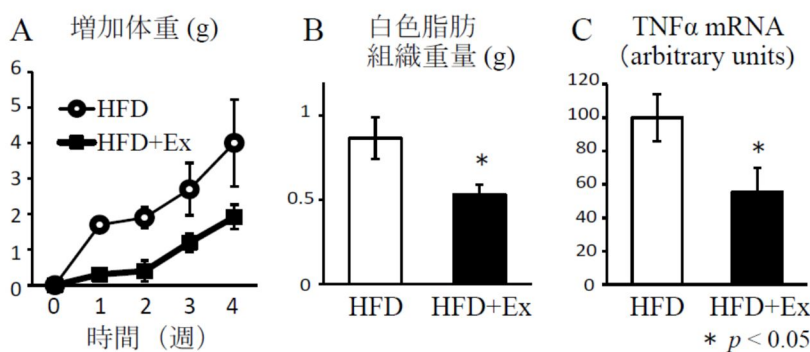 A 増加体重 (g)
6
5
4
3
2
1
0
HFD
HFD+Ex
0 1 2 3 4
時間（週）
B 白色脂肪
組織重量 (g)
1
0.5
0
*
HFD HFD+Ex
C TNFα mRNA
（arbitrary units)
120
100
80
60
40
20
0
*
HFD HFD+Ex
* p < 0.05